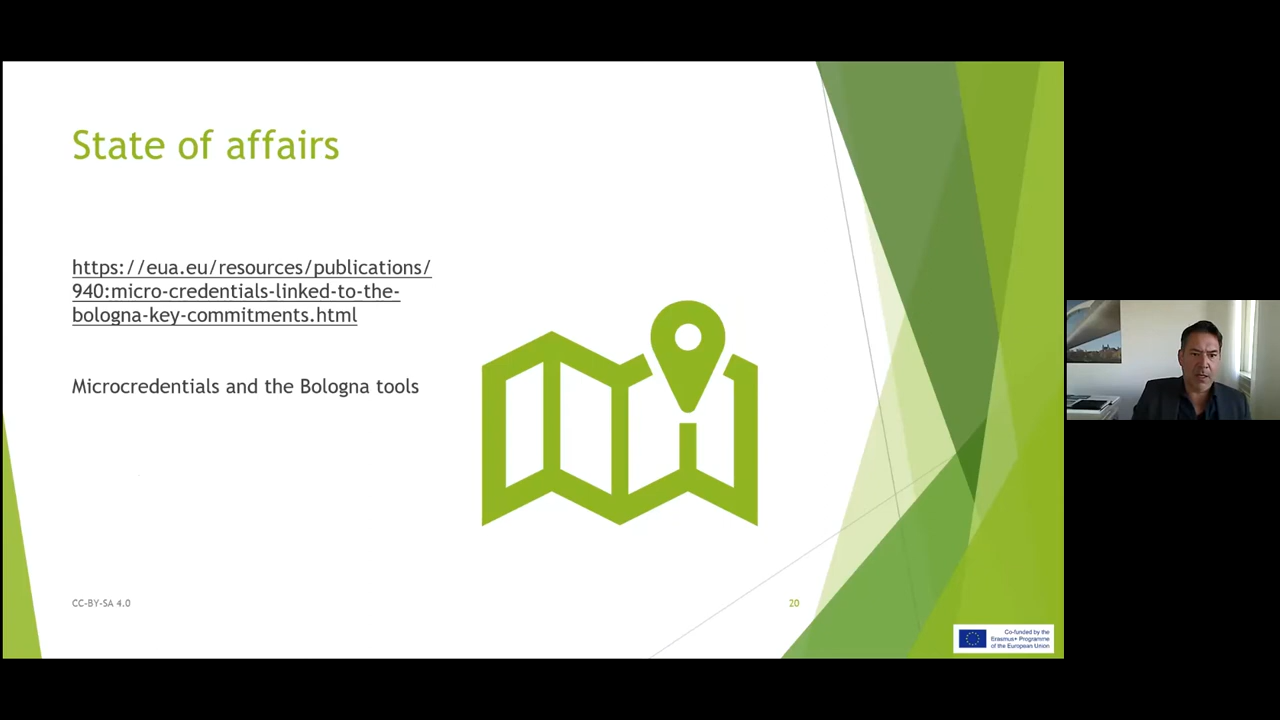 State of affairs
https://eua.eu/resources/publications/
940:micro-credentials-linked-to-the-
bologna-key-commitments.html
Microcredentials and the Bologna tools
CC-BY-SA 4.0
20
Co-funded by the
Erasmus+ Programme
of the European Union